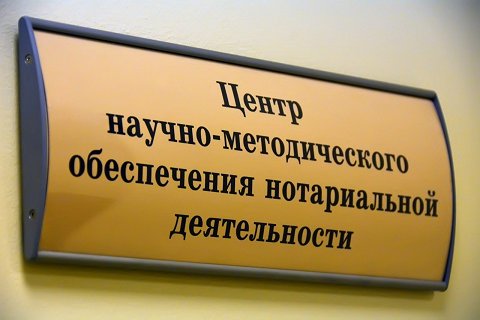 Центр
научно-методического
обеспечения нотариальной
деятельности